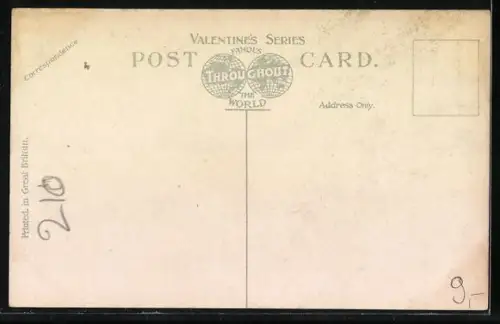 VALENTINE'S SERIES
FAMOUS
POST CARD.
THROUGHOUT
THE
WORLD
Correspondence
Address Only.
Printed in Great Britain.
210
9,-